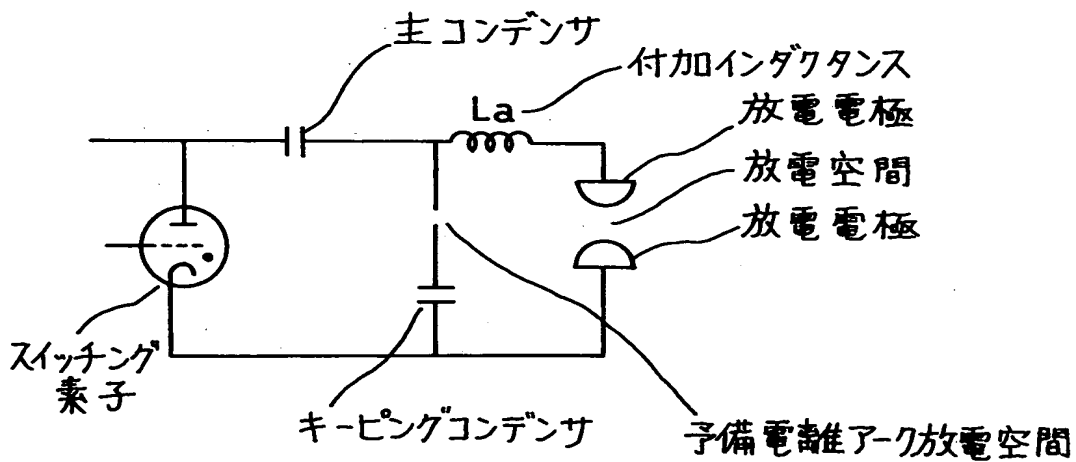 主コンデンサ
付加インダクタンス
La
放電電極
放電空間
放電電極
スイッチング
素子
キーピングコンデンサ
予備電離アーク放電空間